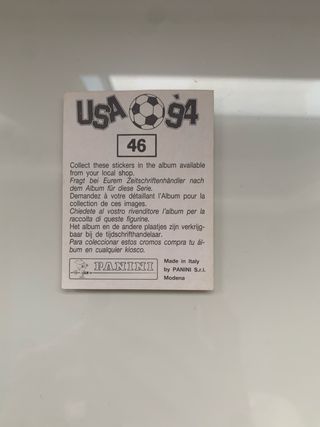 USA 94
46
Collect these stickers in the album available
from your local shop.
Fragt bei Eurem Zeitschriftenhändler nach
dem Album für diese Serie.
Demandez à votre détaillant l'Album pour la
collection de ces images.
Chiedete al vostro rivenditore l'album per la
raccolta di queste figurine.
Het album en de andere plaatjes zijn verkrijg-
baar bij de tijdschrifthandelaar.
Para coleccionar estos cromos compra tu ál-
bum en cualquier kiosco.
PANINI
Made in Italy
by PANINI S.r.l.
Modena